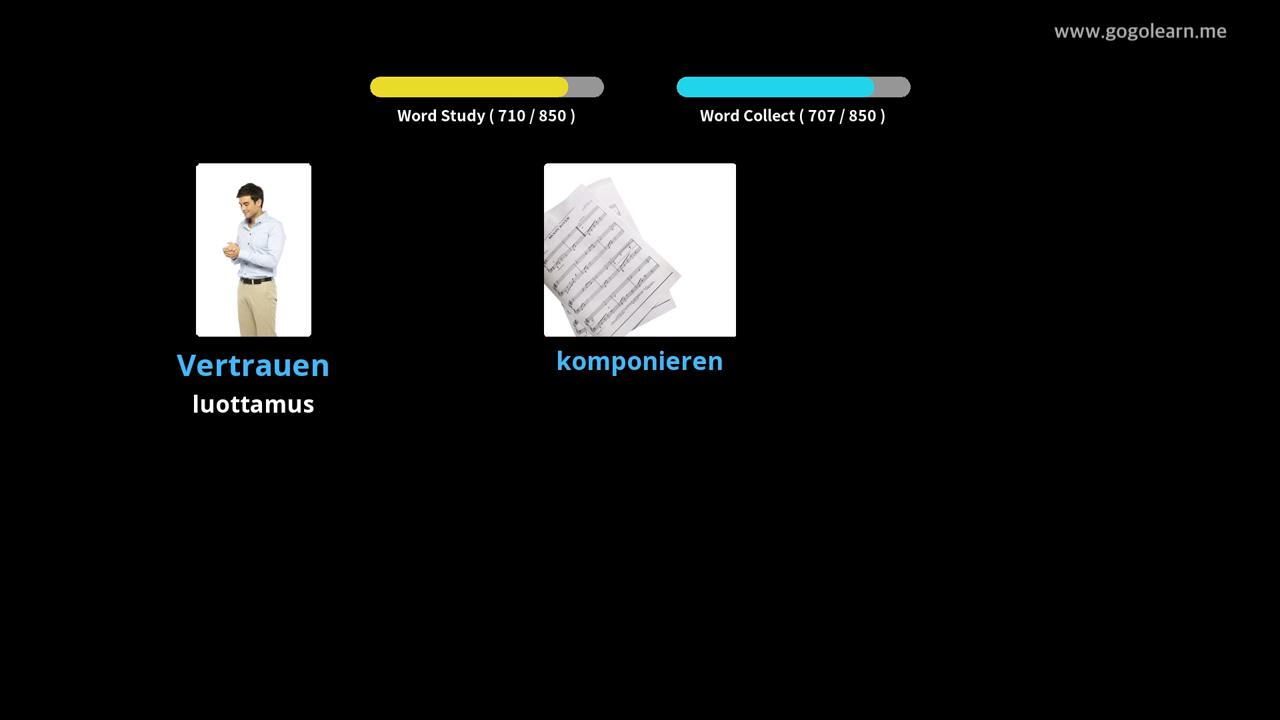 www.gogolearn.me
Word Study ( 710 / 850 )
Word Collect ( 707 / 850 )
Vertrauen
luottamus
komponieren